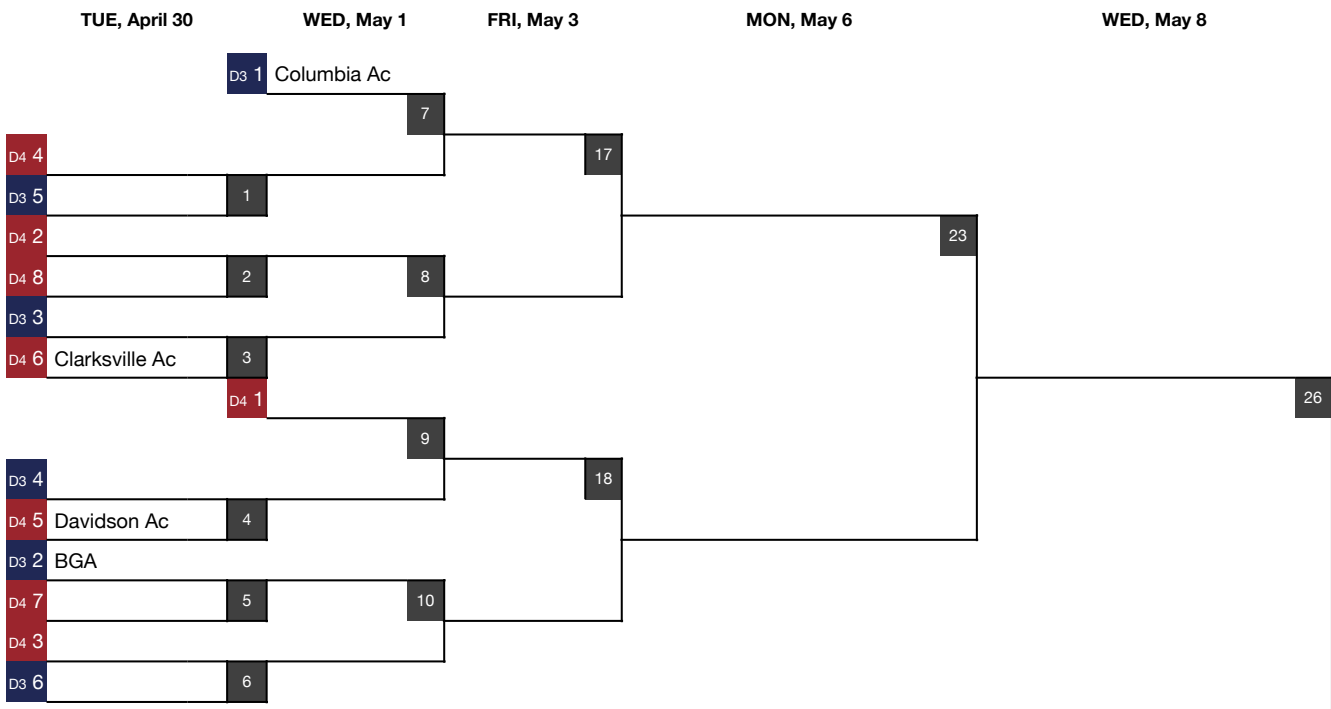 TUE, April 30 WED, May 1 FRI, May 3 MON, May 6 WED, May 8
D3 1 Columbia Ac
7
D4 4 17
D3 5 1
D4 2 23
D4 8 2 8
D3 3
D4 6 Clarksville Ac 3
D4 1 26
9
D3 4 18
D4 5 Davidson Ac 4
D3 2 BGA
D4 7 5 10
D4 3
D3 6 6